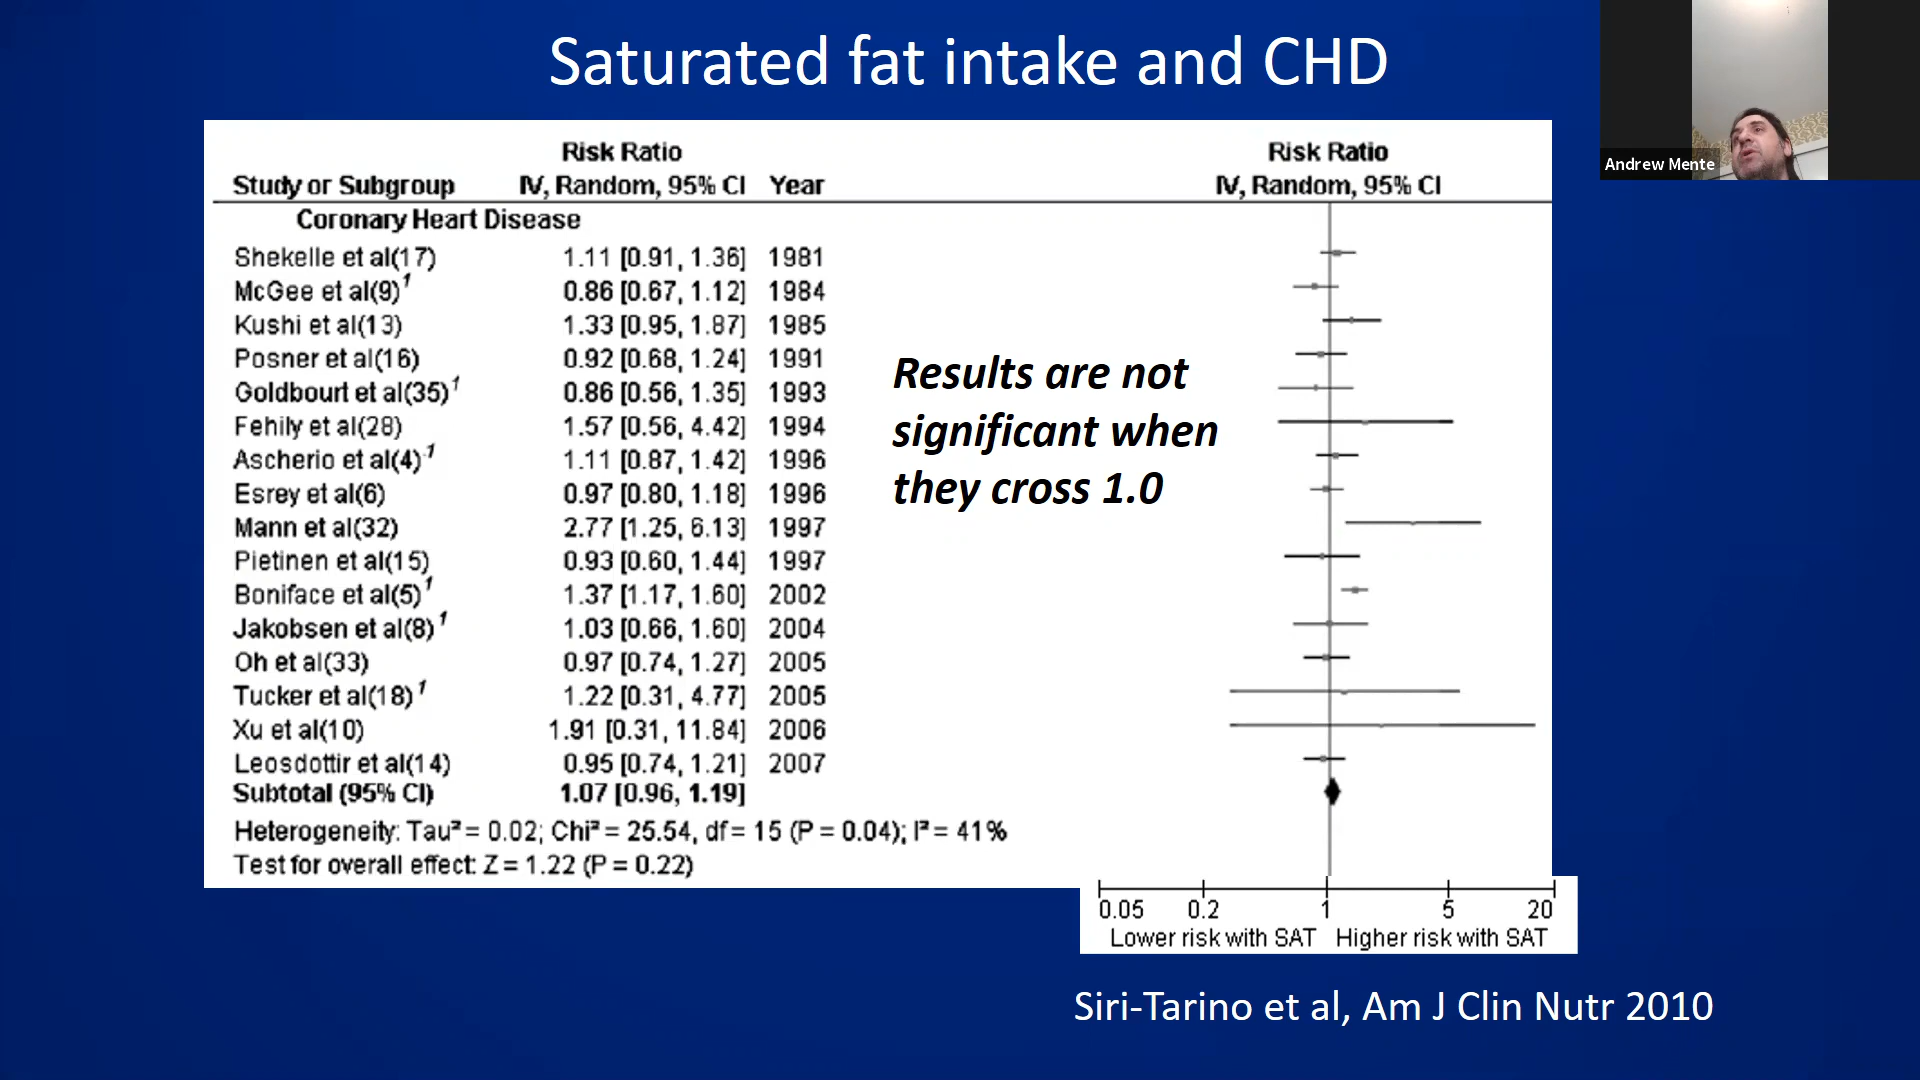 Saturated fat intake and CHD
Andrew Mente
Risk Ratio Risk Ratio
Study or Subgroup IV, Random, 95% CI Year IV, Random, 95% CI
Coronary Heart Disease
Shekelle et al(17) 1.11 [0.91, 1.36] 1981
McGee et al(9)¹ 0.86 [0.67, 1.12] 1984
Kushi et al(13) 1.33 [0.95, 1.87] 1985
Posner et al(16) 0.92 [0.68, 1.24] 1991
Goldbourt et al(35)¹ 0.86 [0.56, 1.35] 1993
Fehily et al(28) 1.57 [0.56, 4.42] 1994
Ascherio et al(4)¹ 1.11 [0.87, 1.42] 1996
Esrey et al(6) 0.97 [0.80, 1.18] 1996
Mann et al(32) 2.77 [1.25, 6.13] 1997
Pietinen et al(15) 0.93 [0.60, 1.44] 1997
Boniface et al(5)¹ 1.37 [1.17, 1.60] 2002
Jakobsen et al(8)¹ 1.03 [0.66, 1.60] 2004
Oh et al(33) 0.97 [0.74, 1.27] 2005
Tucker et al(18)¹ 1.22 [0.31, 4.77] 2005
Xu et al(10) 1.91 [0.31, 11.84] 2006
Leosdottir et al(14) 0.95 [0.74, 1.21] 2007
Subtotal (95% CI) 1.07 [0.96, 1.19]
Heterogeneity: Tau² = 0.02; Chi² = 25.54, df = 15 (P = 0.04); I² = 41%
Test for overall effect: Z = 1.22 (P = 0.22)
Results are not
significant when
they cross 1.0
0.05 0.2 1 5 20
Lower risk with SAT Higher risk with SAT
Siri-Tarino et al, Am J Clin Nutr 2010